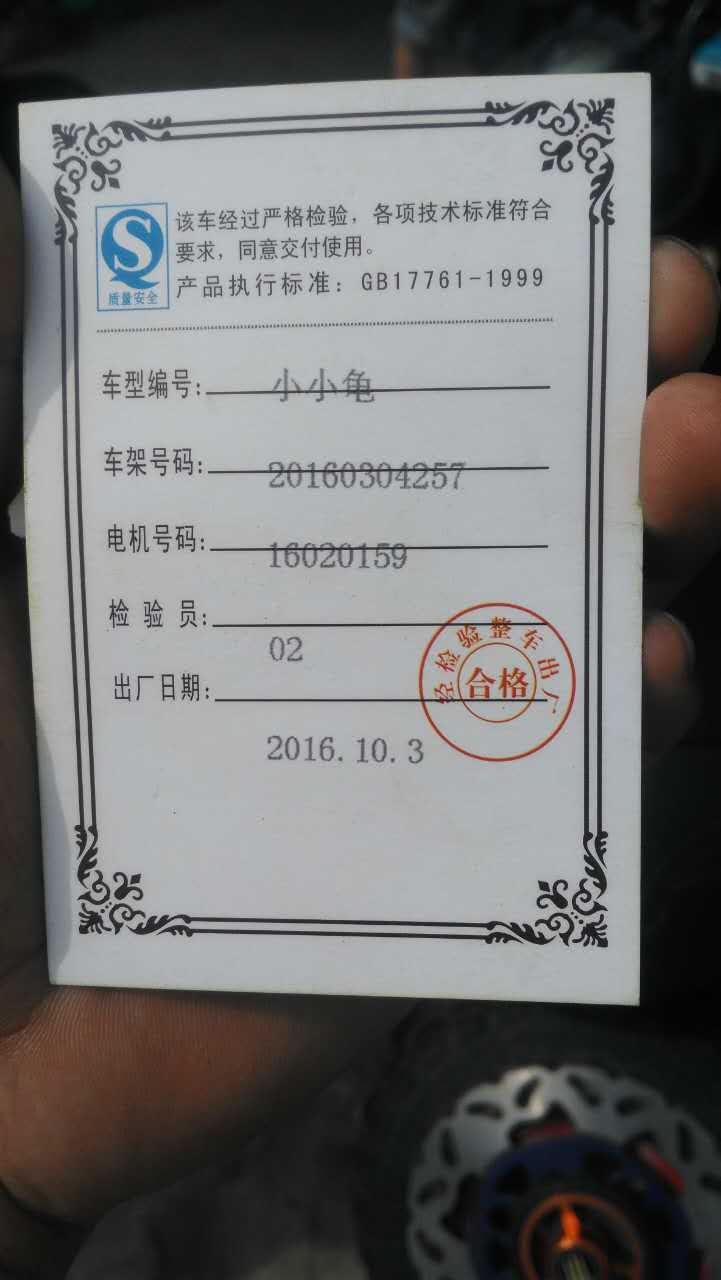 质量安全
该车经过严格检验，各项技术标准符合
要求，同意交付使用。
产品执行标准：GB17761-1999
车型编号：小小龟
车架号码：20160304257
电机号码：16020159
检验员：02
出厂日期：2016.10.3
经检验整车出厂
合格